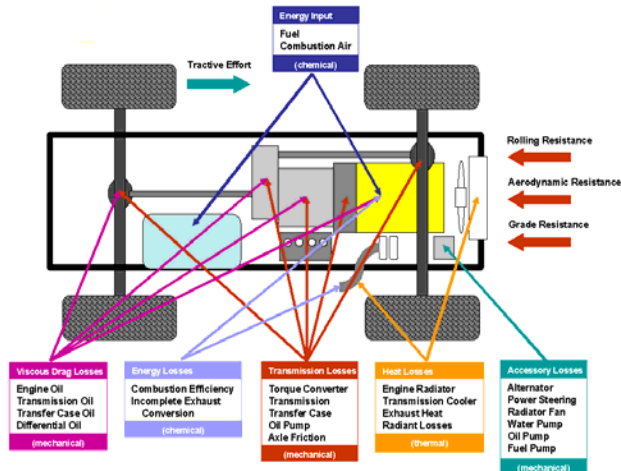 Energy Input
Fuel
Combustion Air
(chemical)
Tractive Effort
Rolling Resistance
Aerodynamic Resistance
Grade Resistance
Viscous Drag Losses
Engine Oil
Transmission Oil
Transfer Case Oil
Differential Oil
(mechanical)
Energy Losses
Combustion Efficiency
Incomplete Exhaust
Conversion
(chemical)
Transmission Losses
Torque Converter
Transmission
Transfer Case
Oil Pump
Axle Friction
(mechanical)
Heat Losses
Engine Radiator
Transmission Cooler
Exhaust Heat
Radiant Losses
(thermal)
Accessory Losses
Alternator
Power Steering
Radiator Fan
Water Pump
Oil Pump
Fuel Pump
(mechanical)